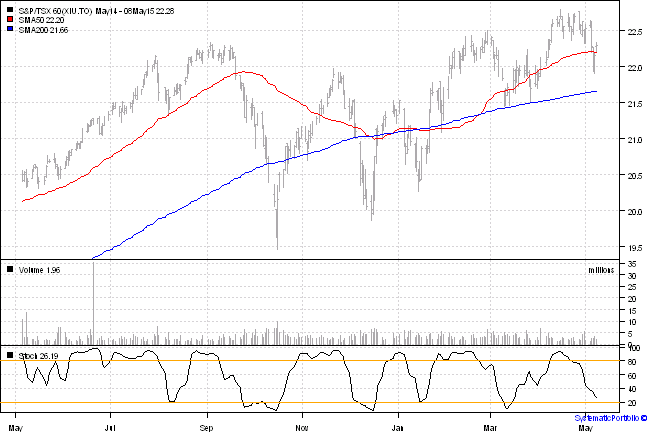 S&P/TSX 60(XIU.TO) May14 - 08May15 22.28
SMA50 22.20
SMA200 21.66
22.5
22.0
21.5
21.0
20.5
20.0
19.5
Volume 1.96
millions
35
30
25
20
15
10
5
0
Stoch 26.19
100
80
60
40
20
May
Jul
Sep
Nov
Jan
Mar
May
SystematicPortfolio ©